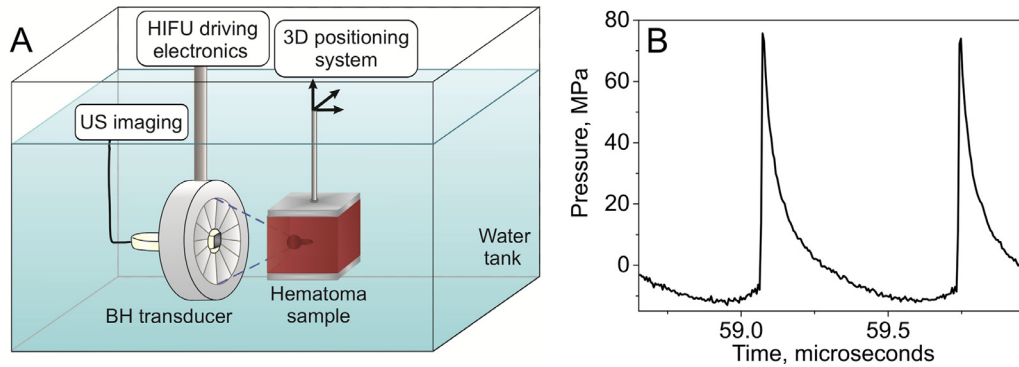 A
HIFU driving
electronics
3D positioning
system
US imaging
Water
tank
Hematoma
sample
BH transducer
B
80
60
40
20
0
Pressure, MPa
59.0
59.5
Time, microseconds